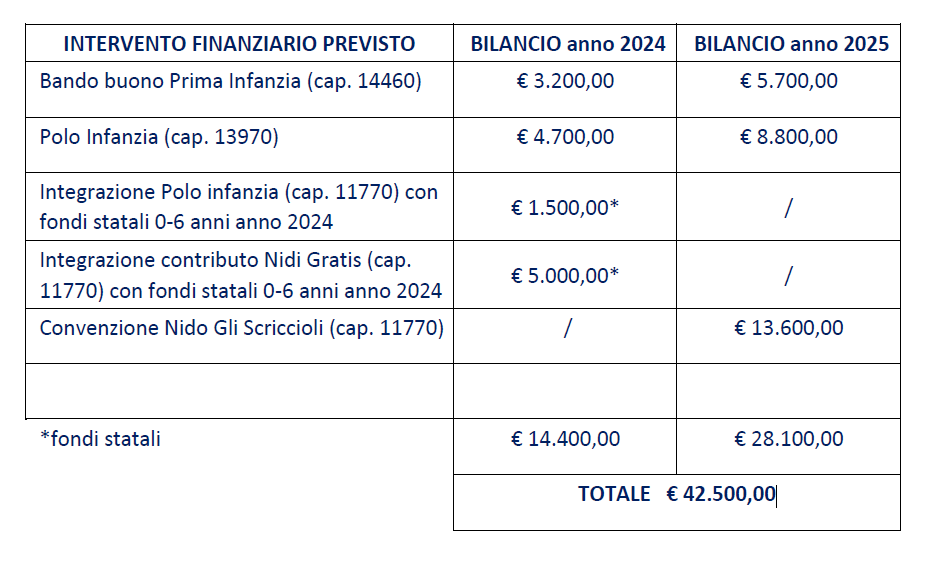 INTERVENTO FINANZIARIO PREVISTO BILANCIO anno 2024 BILANCIO anno 2025
Bando buono Prima Infanzia (cap. 14460) € 3.200,00 € 5.700,00
Polo Infanzia (cap. 13970) € 4.700,00 € 8.800,00
Integrazione Polo infanzia (cap. 11770) con
fondi statali 0-6 anni anno 2024 € 1.500,00* /
Integrazione contributo Nidi Gratis (cap.
11770) con fondi statali 0-6 anni anno 2024 € 5.000,00* /
Convenzione Nido Gli Scriccioli (cap. 11770) / € 13.600,00
*fondi statali € 14.400,00 € 28.100,00
TOTALE € 42.500,00